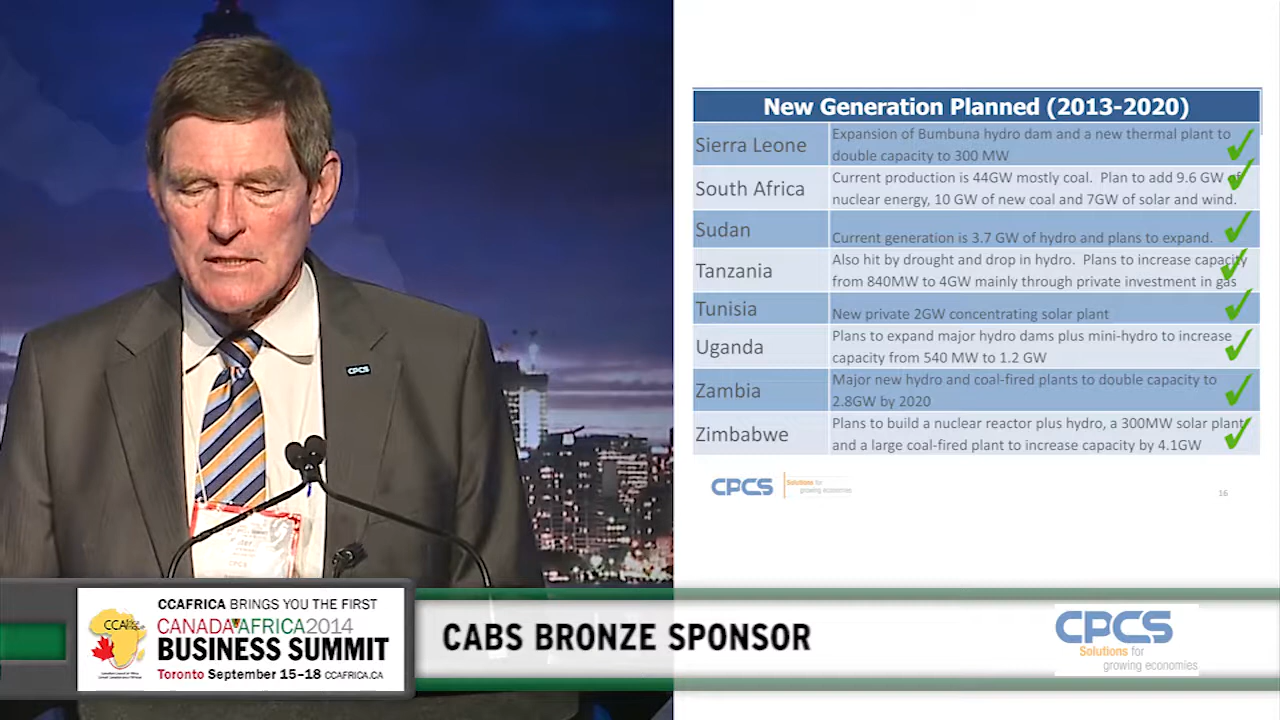 New Generation Planned (2013-2020)
Sierra Leone
Expansion of Bumbuna hydro dam and a new thermal plant to
double capacity to 300 MW
South Africa
Current production is 44GW mostly coal. Plan to add 9.6 GW of
nuclear energy, 10 GW of new coal and 7GW of solar and wind.
Sudan
Current generation is 3.7 GW of hydro and plans to expand.
Tanzania
Also hit by drought and drop in hydro. Plans to increase capacity
from 840MW to 4GW mainly through private investment in gas
Tunisia
New private 2GW concentrating solar plant
Uganda
Plans to expand major hydro dams plus mini-hydro to increase
capacity from 540 MW to 1.2 GW
Zambia
Major new hydro and coal-fired plants to double capacity to
2.8GW by 2020
Zimbabwe
Plans to build a nuclear reactor plus hydro, a 300MW solar plant
and a large coal-fired plant to increase capacity by 4.1GW
CPCS
Solutions for
growing economies
16
CPCS
CPCS
CCAfrica
CCAFRICA BRINGS YOU THE FIRST
CANADA AFRICA2014
BUSINESS SUMMIT
Toronto September 15–18 CCAFRICA.CA
CABS BRONZE SPONSOR
CPCS
Solutions for
growing economies